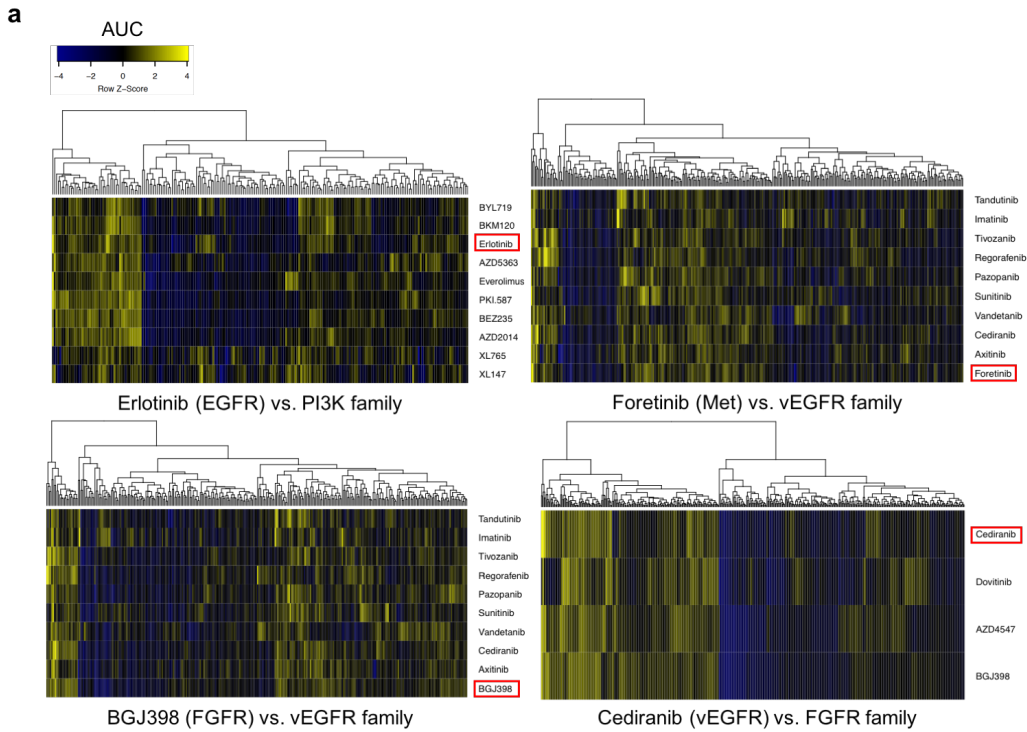 a
AUC
−4 −2 0 2 4
Row Z−Score
BYL719
BKM120
Erlotinib
AZD5363
Everolimus
PKI.587
BEZ235
AZD2014
XL765
XL147
Erlotinib (EGFR) vs. PI3K family
Tandutinib
Imatinib
Tivozanib
Regorafenib
Pazopanib
Sunitinib
Vandetanib
Cediranib
Axitinib
Foretinib
Foretinib (Met) vs. vEGFR family
Tandutinib
Imatinib
Tivozanib
Regorafenib
Pazopanib
Sunitinib
Vandetanib
Cediranib
Axitinib
BGJ398
BGJ398 (FGFR) vs. vEGFR family
Cediranib
Dovitinib
AZD4547
BGJ398
Cediranib (vEGFR) vs. FGFR family